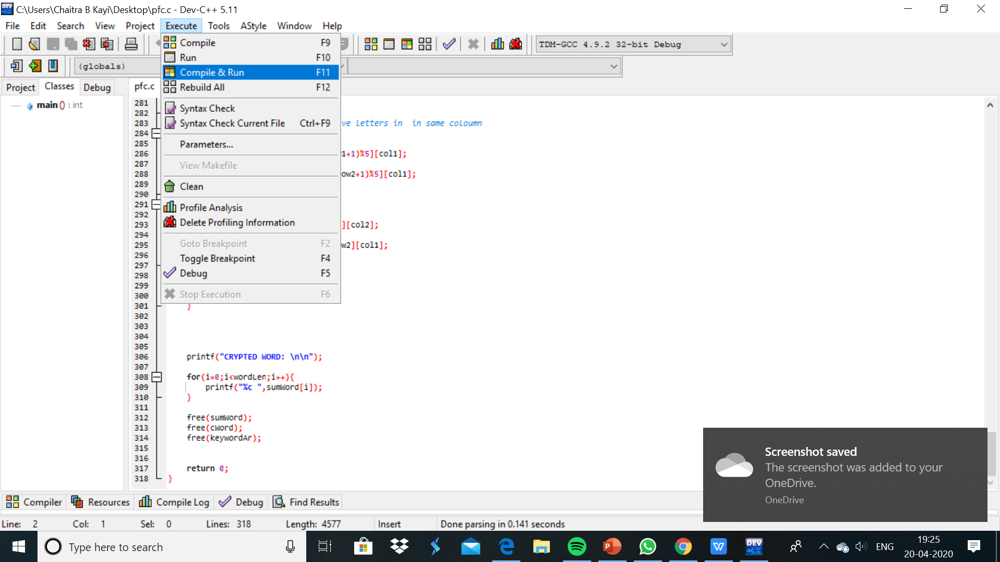 C:\Users\Chaitra B Kayi\Desktop\pfc.c - Dev-C++ 5.11
File Edit Search View Project Execute Tools AStyle Window Help
TDM-GCC 4.9.2 32-bit Debug
(globals)
Project Classes Debug
main () : int
pfc.c
Compile F9
Run F10
Compile & Run F11
Rebuild All F12
Syntax Check
Syntax Check Current File Ctrl+F9
Parameters...
View Makefile
Clean
Profile Analysis
Delete Profiling Information
Goto Breakpoint F2
Toggle Breakpoint F4
Debug F5
Stop Execution F6
281
282
283 ve letters in  in same coloumn
284
285
286 1+1)%5][col1];
287
288 ow2+1)%5][col1];
289
290
291
292
293 ][col2];
294
295 w2][col1];
296
297
298
299
300
301 }
302
303
304
305
306 printf("CRYPTED WORD: \n\n");
307
308 for(i=0;i<wordLen;i++){
309 printf("%c ",sumWord[i]);
310 }
311
312 free(sumWord);
313 free(cWord);
314 free(keywordAr);
315
316
317 return 0;
318 }
Screenshot saved
The screenshot was added to your
OneDrive.
OneDrive
Compiler Resources Compile Log Debug Find Results
Line: 2 Col: 1 Sel: 0 Lines: 318 Length: 4577 Insert Done parsing in 0.141 seconds
Type here to search
DEV C++
ENG
19:25
20-04-2020